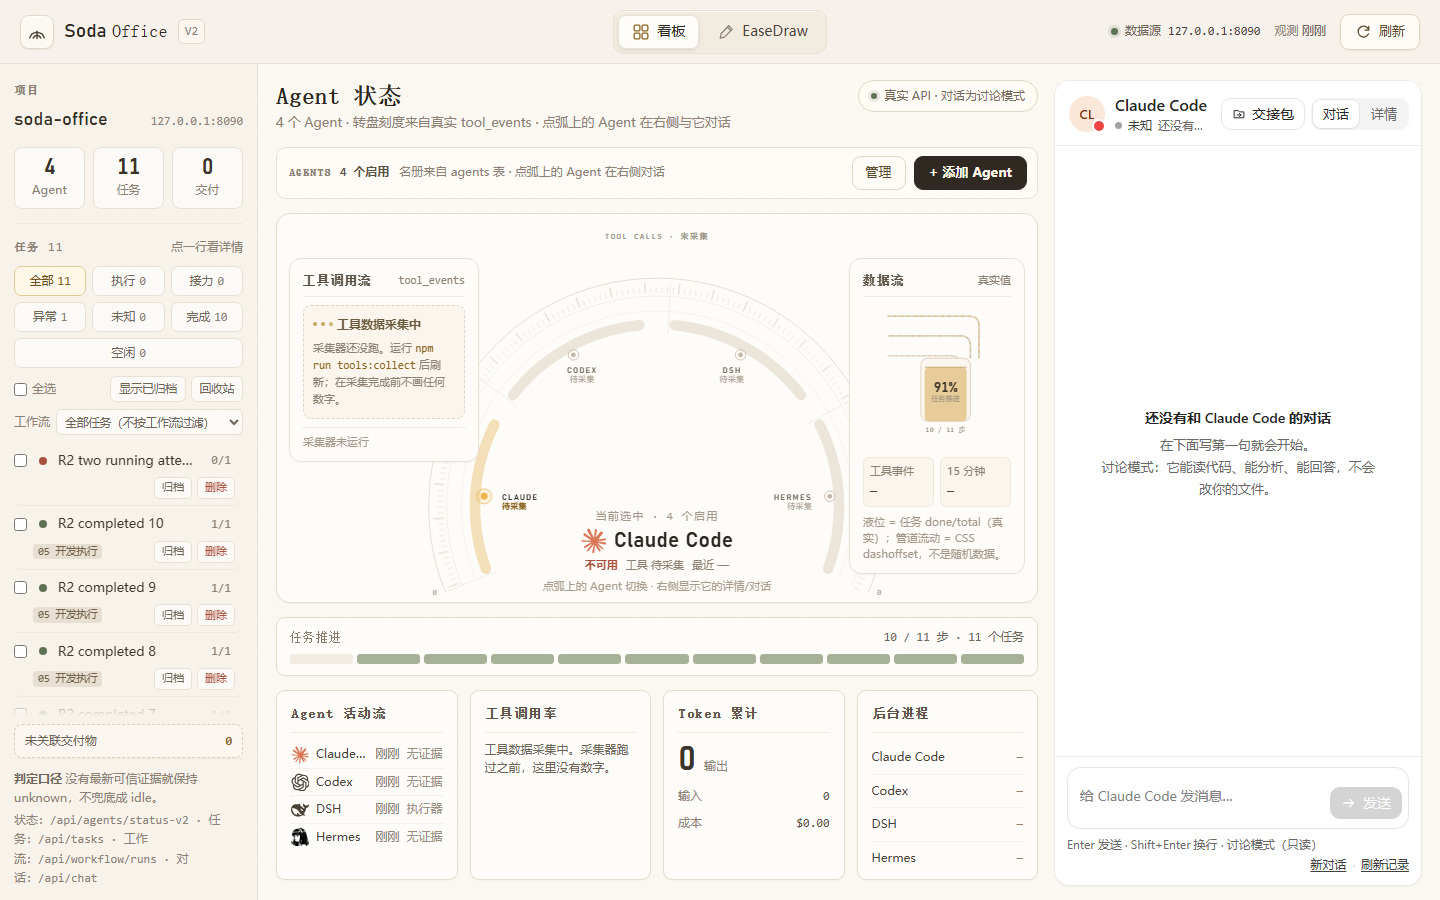 Soda Office V2
看板
EaseDraw
数据源 127.0.0.1:8090
观测 刚刚
刷新
项目
soda-office 127.0.0.1:8090
4 Agent
11 任务
0 交付
任务 11 点一行看详情
全部 11
执行 0
接力 0
异常 1
未知 0
完成 10
空闲 0
全选
显示已归档
回收站
工作流 全部任务（不按工作流过滤）
R2 two running atte... 0/1
归档 删除
R2 completed 10 1/1
05 开发执行 归档 删除
R2 completed 9 1/1
05 开发执行 归档 删除
R2 completed 8 1/1
05 开发执行 归档 删除
R2 completed 7 1/1
未关联交付物 0
判定口径 没有最新可信证据就保持
unknown，不兜底成 idle。
状态: /api/agents/status-v2 · 任
务: /api/tasks · 工作
流: /api/workflow/runs · 对
话: /api/chat
Agent 状态
4 个 Agent · 转盘刻度来自真实 tool_events · 点弧上的 Agent 在右侧与它对话
真实 API · 对话为讨论模式
AGENTS 4 个启用 名册来自 agents 表 · 点弧上的 Agent 在右侧对话
管理
+ 添加 Agent
TOOL CALLS · 未采集
工具调用流 tool_events
工具数据采集中
采集器还没跑。运行 npm
run tools:collect 后刷
新；在采集完成前不画任何
数字。
采集器未运行
CODEX
待采集
DSH
待采集
CLAUDE
待采集
HERMES
待采集
0
0
当前选中 · 4 个启用
Claude Code
不可用 工具 待采集 最近 —
点弧上的 Agent 切换 · 右侧显示它的详情/对话
数据流 真实值
91%
任务推进
10 / 11 步
工具事件
—
15 分钟
—
液位 = 任务 done/total（真
实）；管道流动 = CSS
dashoffset，不是随机数据。
任务推进 10 / 11 步 · 11 个任务
Agent 活动流
Claude... 刚刚 无证据
Codex 刚刚 无证据
DSH 刚刚 执行器
Hermes 刚刚 无证据
工具调用率
工具数据采集中。采集器跑
过之前，这里没有数字。
Token 累计
0 输出
输入 0
成本 $0.00
后台进程
Claude Code —
Codex —
DSH —
Hermes —
CL
Claude Code
未知 还没有...
交接包
对话
详情
还没有和 Claude Code 的对话
在下面写第一句就会开始。
讨论模式：它能读代码、能分析、能回答，不会
改你的文件。
给 Claude Code 发消息...
发送
Enter 发送 · Shift+Enter 换行 · 讨论模式（只读）
新对话 · 刷新记录